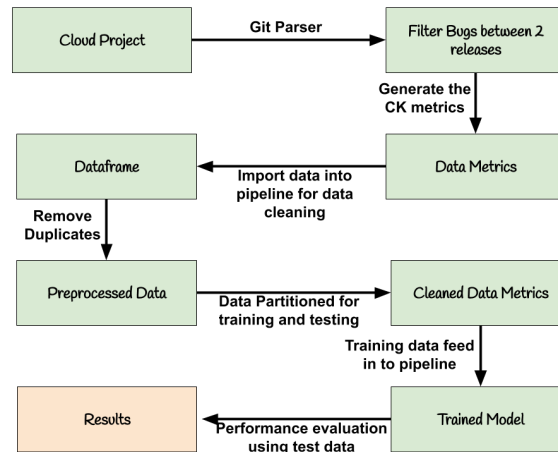 Cloud Project
Git Parser
Filter Bugs between 2
releases
Generate the
CK metrics
Dataframe
Import data into
pipeline for data
cleaning
Data Metrics
Remove
Duplicates
Preprocessed Data
Data Partitioned for
training and testing
Cleaned Data Metrics
Training data feed
in to pipeline
Results
Performance evaluation
using test data
Trained Model